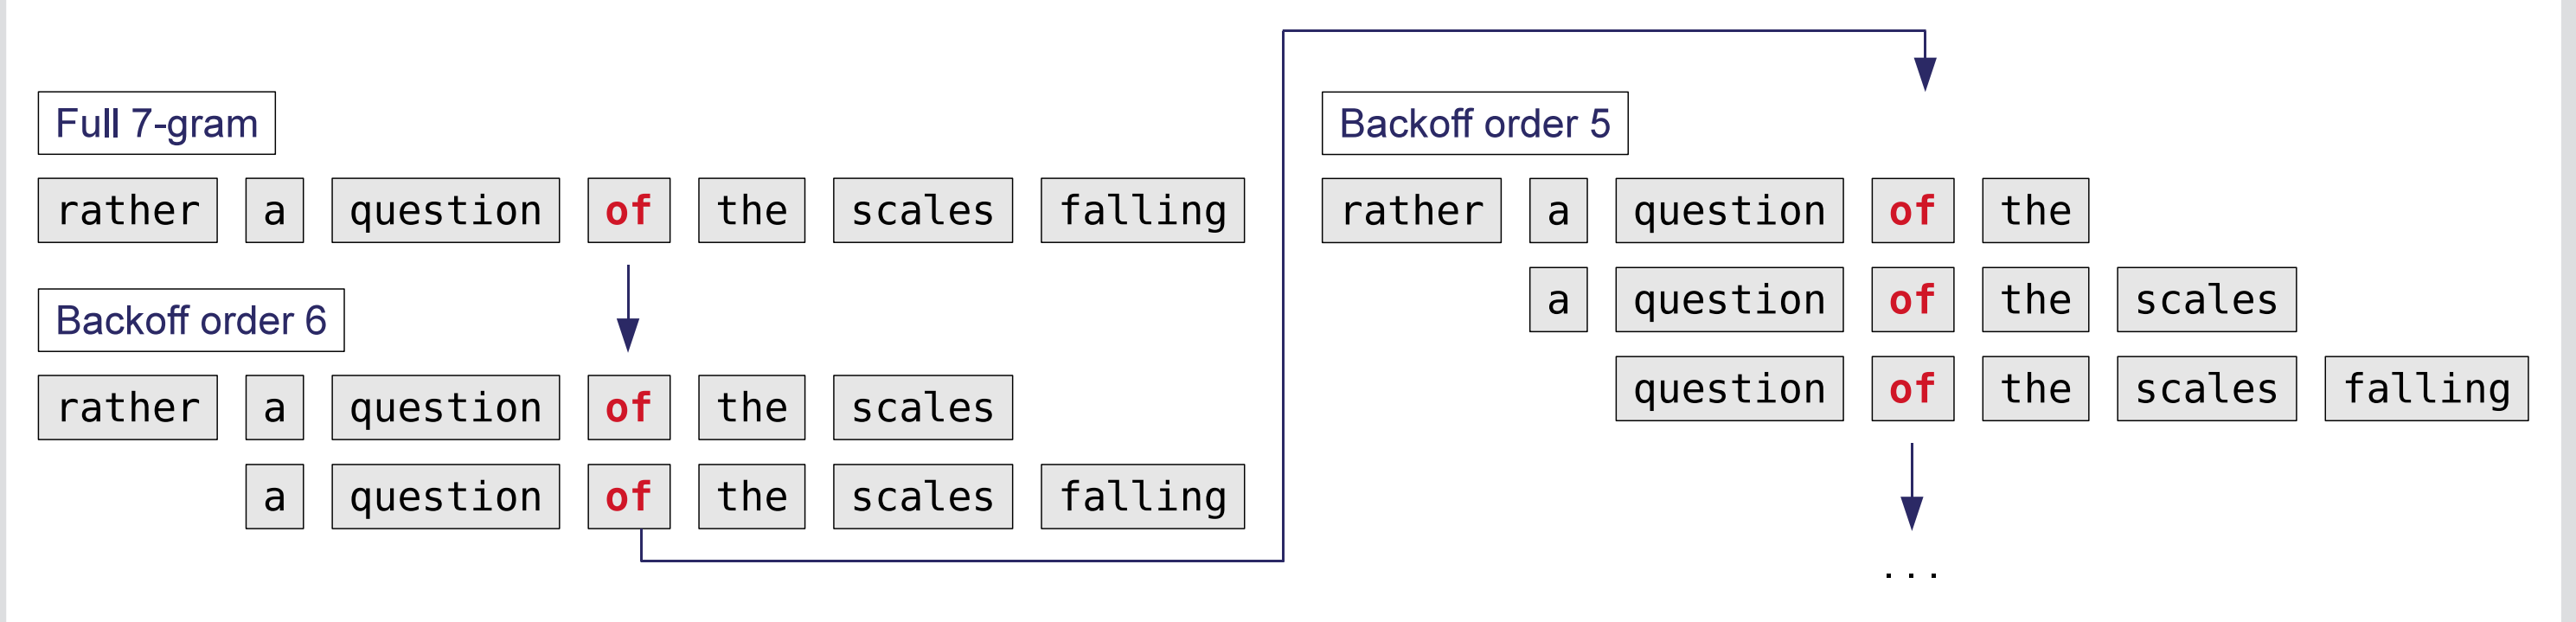 Full 7-gram
rather a question of the scales falling
Backoff order 6
rather a question of the scales
a question of the scales falling
Backoff order 5
rather a question of the
a question of the scales
question of the scales falling
...